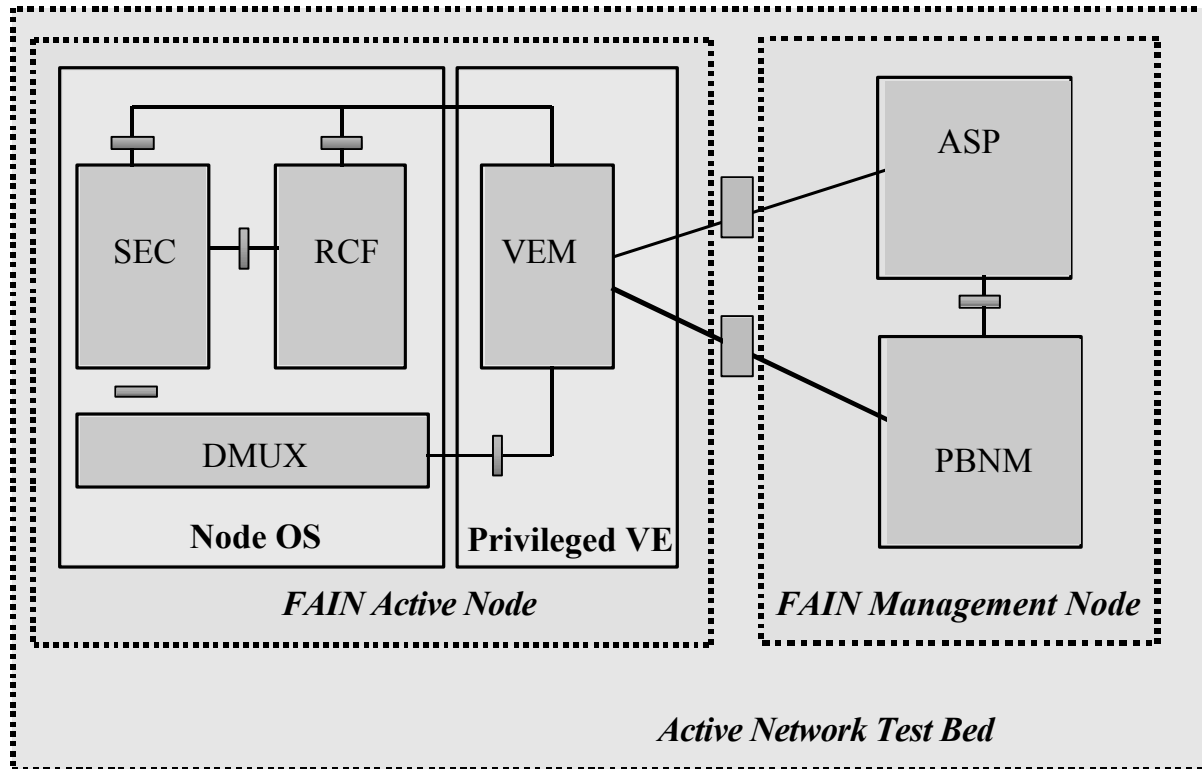 ASP
SEC
RCF
VEM
DMUX
PBNM
Node OS
Privileged VE
FAIN Active Node
FAIN Management Node
Active Network Test Bed